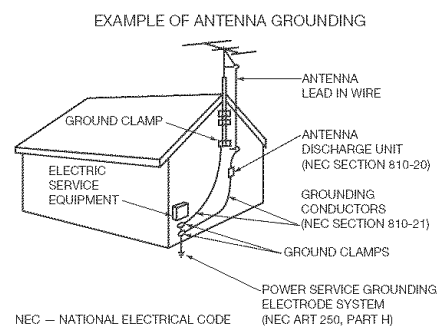 EXAMPLE OF ANTENNA GROUNDING
ANTENNA
LEAD IN WIRE
GROUND CLAMP
ANTENNA
DISCHARGE UNIT
(NEC SECTION 810-20)
ELECTRIC
SERVICE
EQUIPMENT
GROUNDING
CONDUCTORS
(NEC SECTION 810-21)
GROUND CLAMPS
POWER SERVICE GROUNDING
ELECTRODE SYSTEM
(NEC ART 250, PART H)
NEC — NATIONAL ELECTRICAL CODE